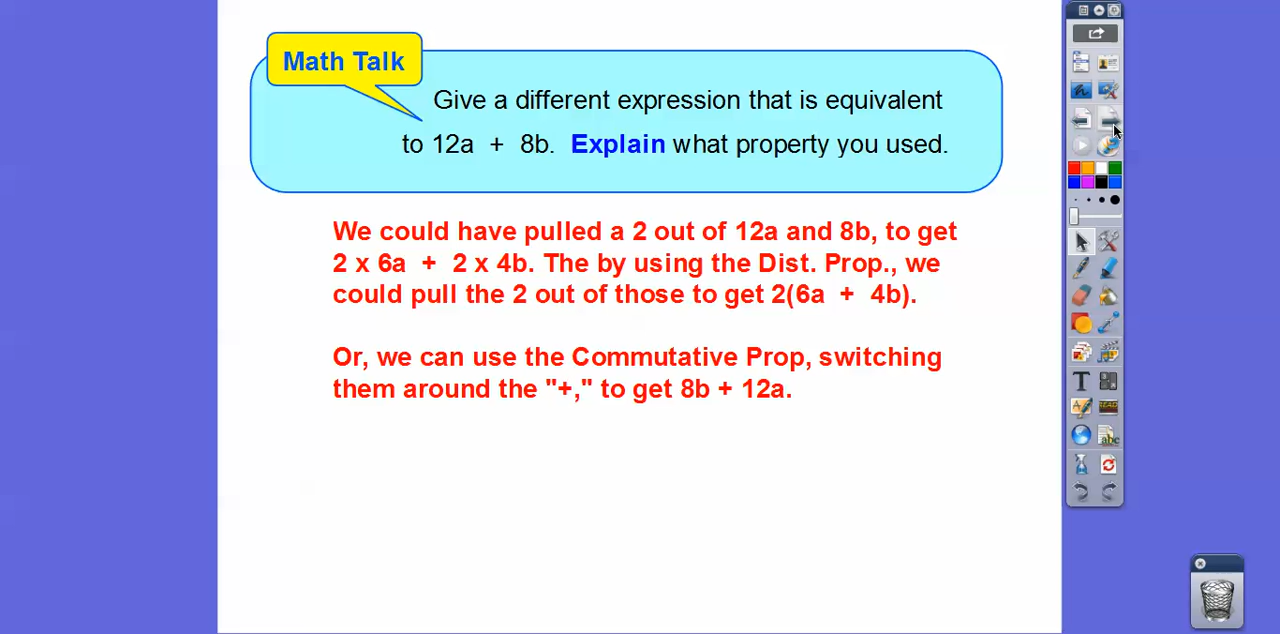 Math Talk
Give a different expression that is equivalent
to 12a + 8b. Explain what property you used.
We could have pulled a 2 out of 12a and 8b, to get
2 x 6a + 2 x 4b. The by using the Dist. Prop., we
could pull the 2 out of those to get 2(6a + 4b).
Or, we can use the Commutative Prop, switching
them around the "+," to get 8b + 12a.